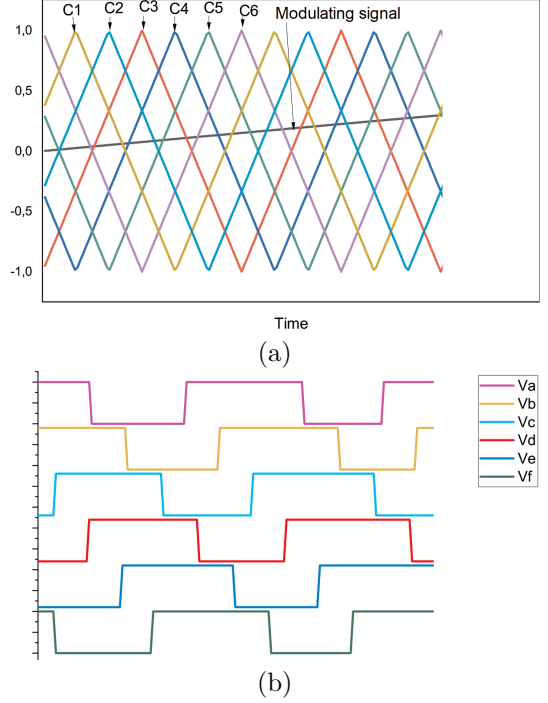 C1 C2 C3 C4 C5 C6 Modulating signal
1,0
0,5
0,0
-0,5
-1,0
Time
(a)
Va
Vb
Vc
Vd
Ve
Vf
(b)